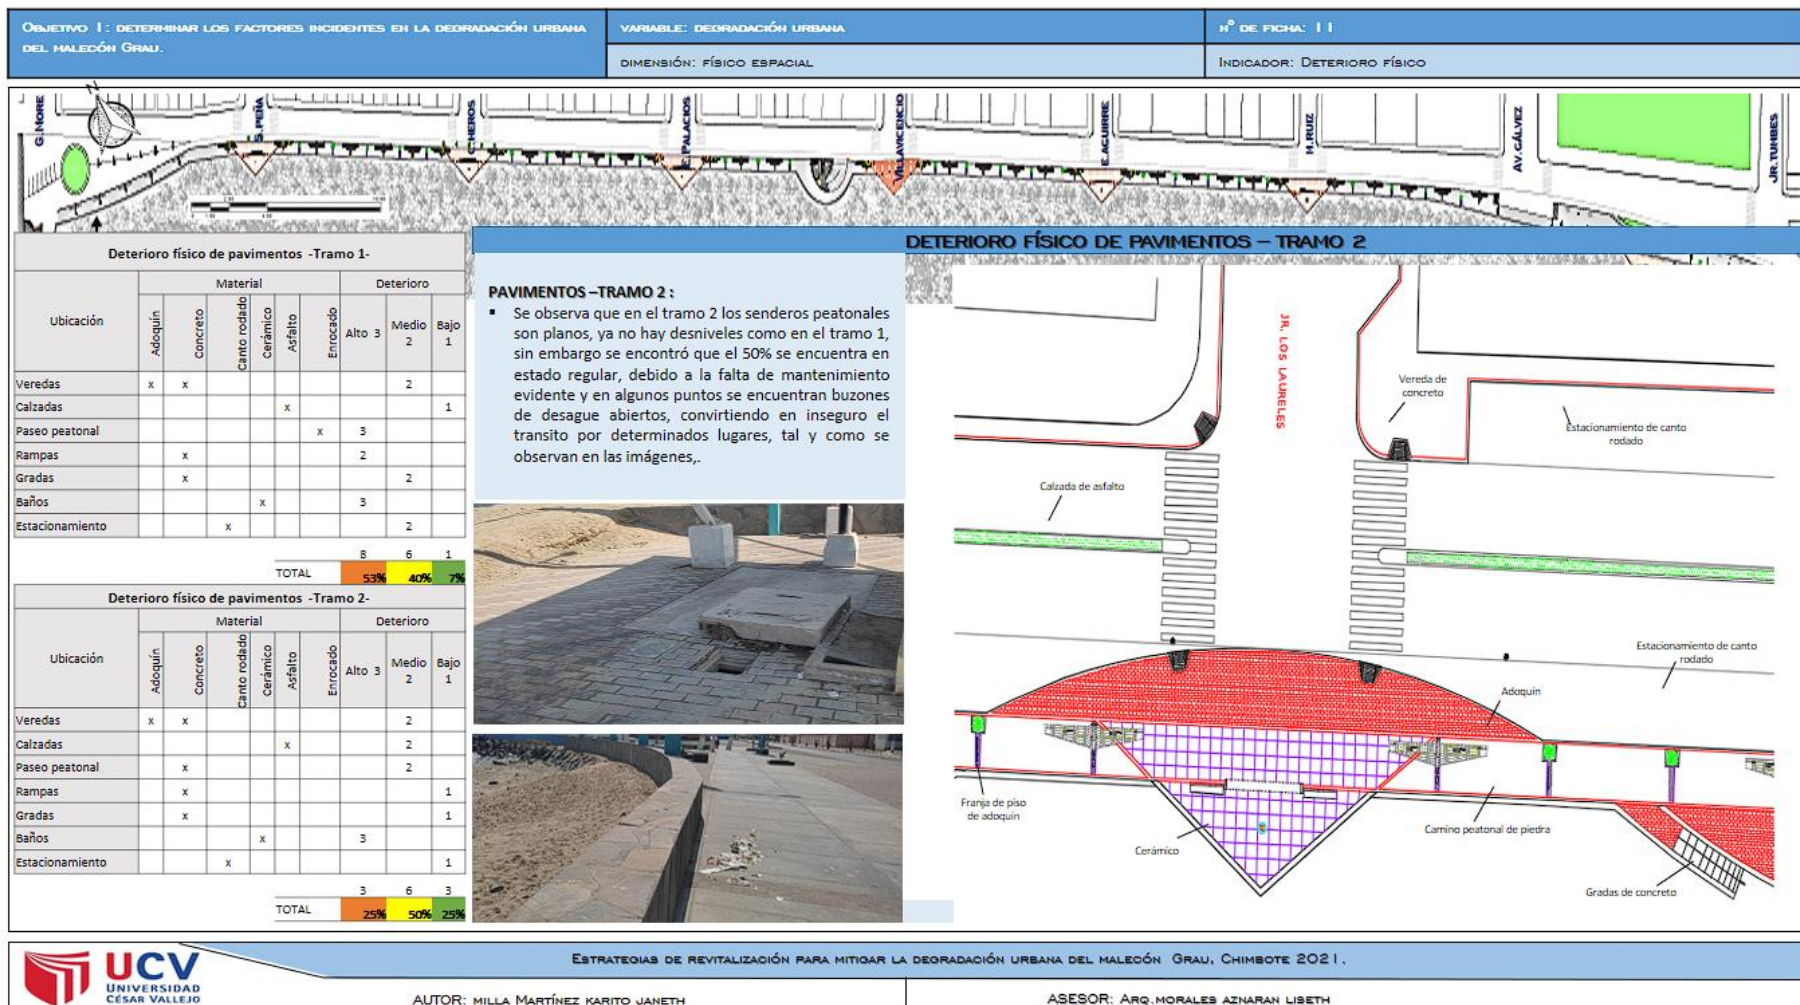 OBJETIVO 1: DETERMINAR LOS FACTORES INCIDENTES EN LA DEGRADACIÓN URBANA
DEL MALECÓN GRAU.
VARIABLE: DEGRADACIÓN URBANA
N° DE FICHA: 11
DIMENSIÓN: FÍSICO ESPACIAL
INDICADOR: DETERIORO FÍSICO
G.MORE
S.PEÑA
C.HEROS
E.PALACIOS
VILLAVICENCIO
E.AGUIRRE
M.RUIZ
AV.GÁLVEZ
JR.TUMBES
N
Deterioro físico de pavimentos -Tramo 1-
Ubicación Material Deterioro
Adoquín Concreto Canto rodado Cerámico Asfalto Enrocado Alto 3 Medio 2 Bajo 1
Veredas x x 2
Calzadas x 1
Paseo peatonal x 3
Rampas x 2
Gradas x 2
Baños x 3
Estacionamiento x 2
8 6 1
TOTAL 53% 40% 7%
Deterioro físico de pavimentos -Tramo 2-
Ubicación Material Deterioro
Adoquín Concreto Canto rodado Cerámico Asfalto Enrocado Alto 3 Medio 2 Bajo 1
Veredas x x 2
Calzadas x 2
Paseo peatonal x 2
Rampas x 1
Gradas x 1
Baños x 3
Estacionamiento x 1
3 6 3
TOTAL 25% 50% 25%
DETERIORO FÍSICO DE PAVIMENTOS – TRAMO 2
PAVIMENTOS –TRAMO 2 :
▪ Se observa que en el tramo 2 los senderos peatonales
son planos, ya no hay desniveles como en el tramo 1,
sin embargo se encontró que el 50% se encuentra en
estado regular, debido a la falta de mantenimiento
evidente y en algunos puntos se encuentran buzones
de desague abiertos, convirtiendo en inseguro el
transito por determinados lugares, tal y como se
observan en las imágenes,.
JR. LOS LAURELES
Vereda de
concreto
Estacionamiento de canto
rodado
Calzada de asfalto
Estacionamiento de canto
rodado
Adoquín
Franja de piso
de adoquín
Cerámico
Camino peatonal de piedra
Gradas de concreto
UCV
UNIVERSIDAD
CÉSAR VALLEJO
ESTRATEGIAS DE REVITALIZACIÓN PARA MITIGAR LA DEGRADACIÓN URBANA DEL MALECÓN GRAU, CHIMBOTE 2021.
AUTOR: MILLA MARTÍNEZ KARITO JANETH
ASESOR: ARQ.MORALES AZNARAN LISETH